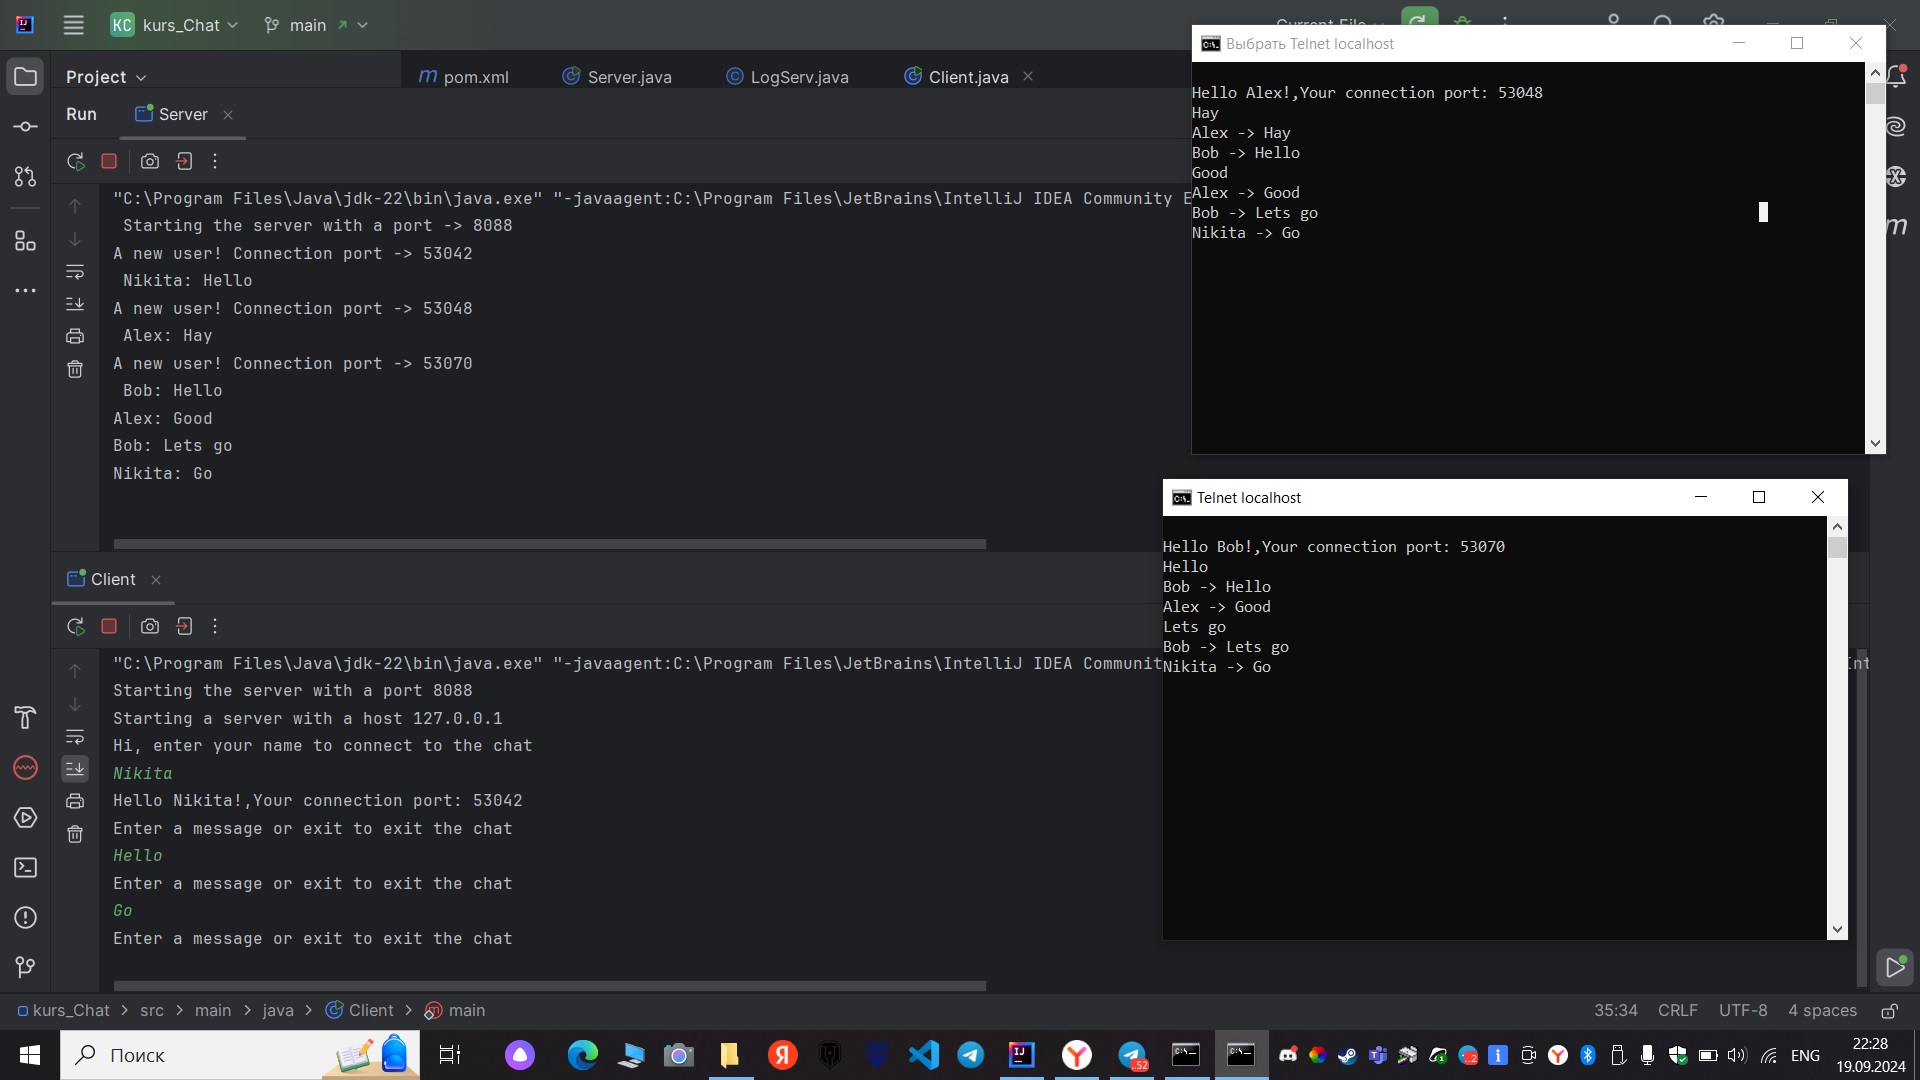 KC kurs_Chat main
Current File
Project
pom.xml Server.java LogServ.java Client.java
Run Server
"C:\Program Files\Java\jdk-22\bin\java.exe" "-javaagent:C:\Program Files\JetBrains\IntelliJ IDEA Community E
Starting the server with a port -> 8088
A new user! Connection port -> 53042
Nikita: Hello
A new user! Connection port -> 53048
Alex: Hay
A new user! Connection port -> 53070
Bob: Hello
Alex: Good
Bob: Lets go
Nikita: Go
Выбрать Telnet localhost
Hello Alex!,Your connection port: 53048
Hay
Alex -> Hay
Bob -> Hello
Good
Alex -> Good
Bob -> Lets go
Nikita -> Go
Telnet localhost
Hello Bob!,Your connection port: 53070
Hello
Bob -> Hello
Alex -> Good
Lets go
Bob -> Lets go
Nikita -> Go
Client
"C:\Program Files\Java\jdk-22\bin\java.exe" "-javaagent:C:\Program Files\JetBrains\IntelliJ IDEA Communit
Int
Starting the server with a port 8088
Starting a server with a host 127.0.0.1
Hi, enter your name to connect to the chat
Nikita
Hello Nikita!,Your connection port: 53042
Enter a message or exit to exit the chat
Hello
Enter a message or exit to exit the chat
Go
Enter a message or exit to exit the chat
kurs_Chat > src > main > java > Client > main
35:34 CRLF UTF-8 4 spaces
Поиск
ENG
22:28
19.09.2024